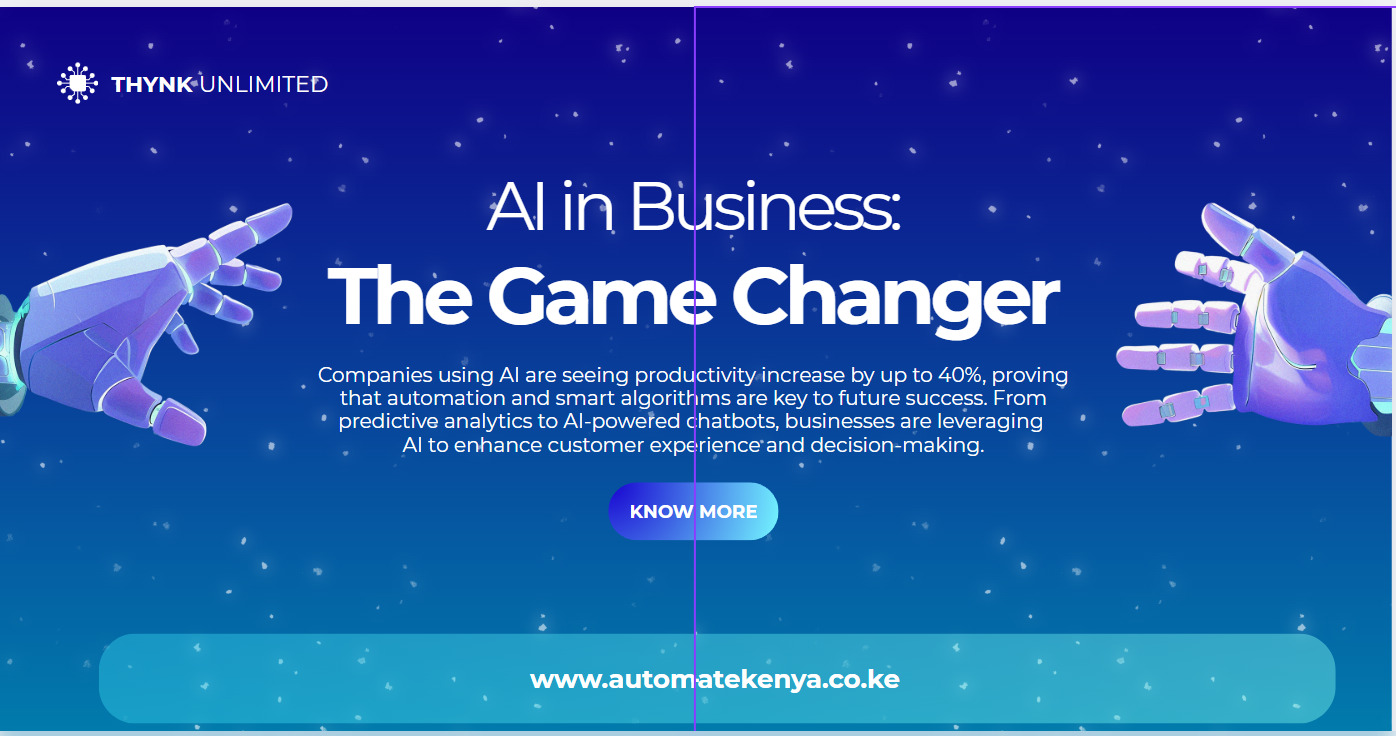 THYNK UNLIMITED
AI in Business:
The Game Changer
Companies using AI are seeing productivity increase by up to 40%, proving
that automation and smart algorithms are key to future success. From
predictive analytics to AI-powered chatbots, businesses are leveraging
AI to enhance customer experience and decision-making.
KNOW MORE
www.automatekenya.co.ke